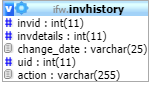 v ifw.invhistory
invid : int(11)
invdetails : int(11)
change_date : varchar(25)
uid : int(11)
action : varchar(255)